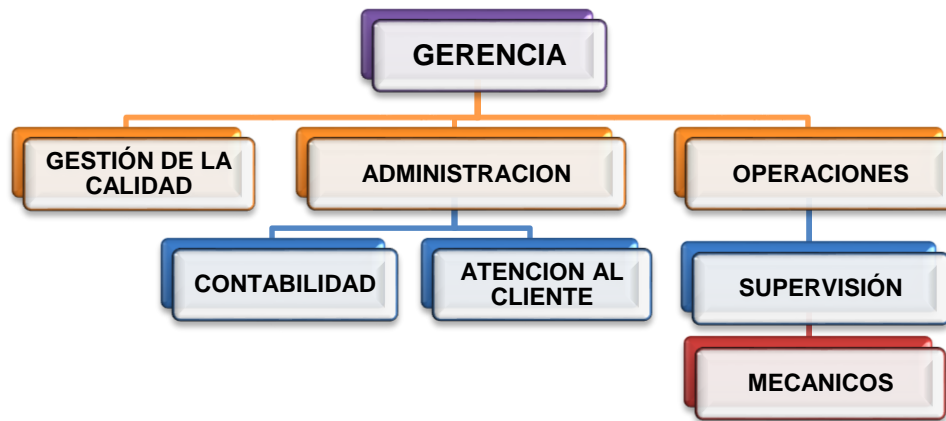 GERENCIA
GESTIÓN DE LA
CALIDAD
ADMINISTRACION
OPERACIONES
CONTABILIDAD
ATENCION AL
CLIENTE
SUPERVISIÓN
MECANICOS